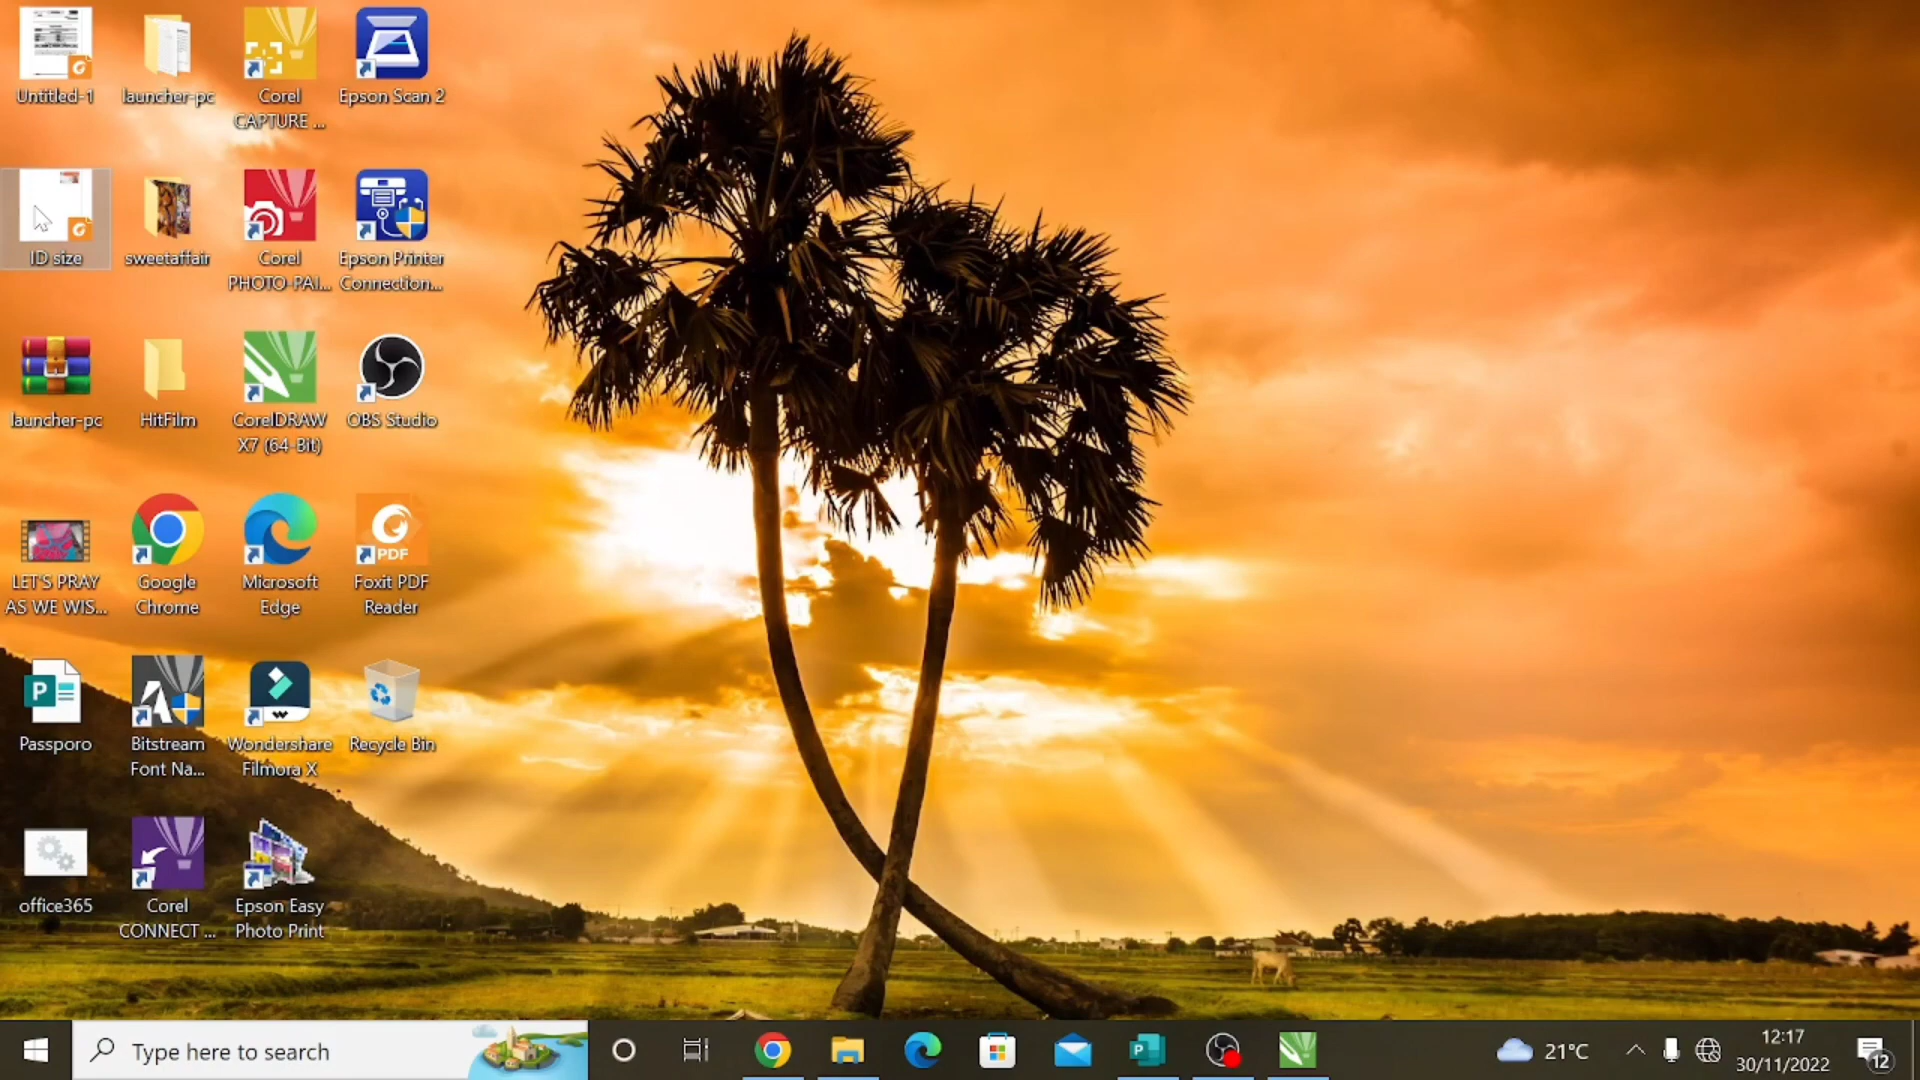 Untitled-1
launcher-pc
Corel
CAPTURE ...
Epson Scan 2
ID size
sweetaffair
Corel
PHOTO-PAI...
Epson Printer
Connection...
launcher-pc
HitFilm
CorelDRAW
X7 (64-Bit)
OBS Studio
LET'S PRAY
AS WE WIS...
Google
Chrome
Microsoft
Edge
PDF
Foxit PDF
Reader
P
Passporo
Bitstream
Font Na...
Wondershare
Filmora X
Recycle Bin
office365
Corel
CONNECT ...
Epson Easy
Photo Print
Type here to search
21°C
12:17
30/11/2022
12